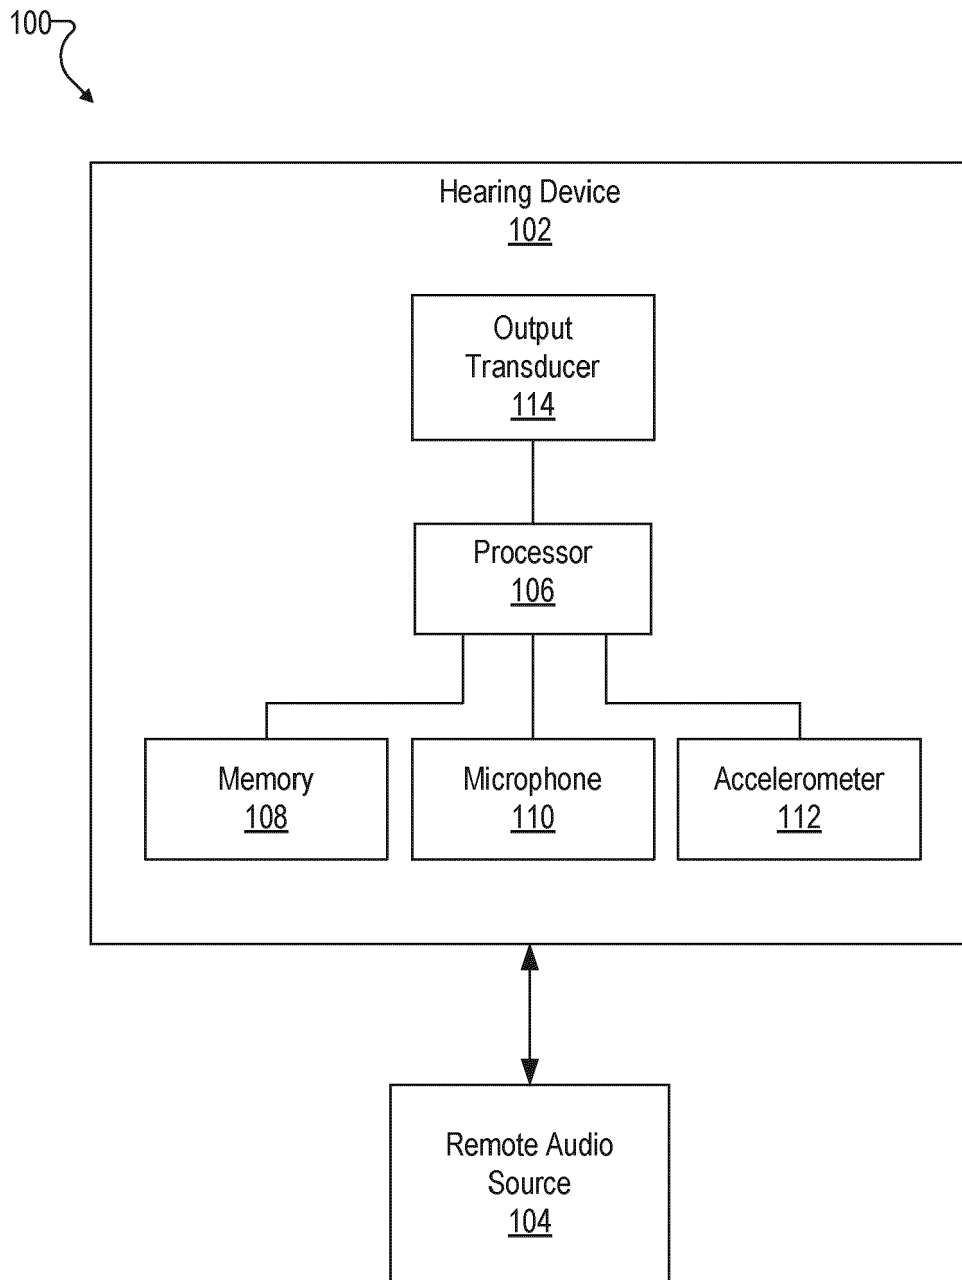 100
Hearing Device
102
Output
Transducer
114
Processor
106
Memory
108
Microphone
110
Accelerometer
112
Remote Audio
Source
104